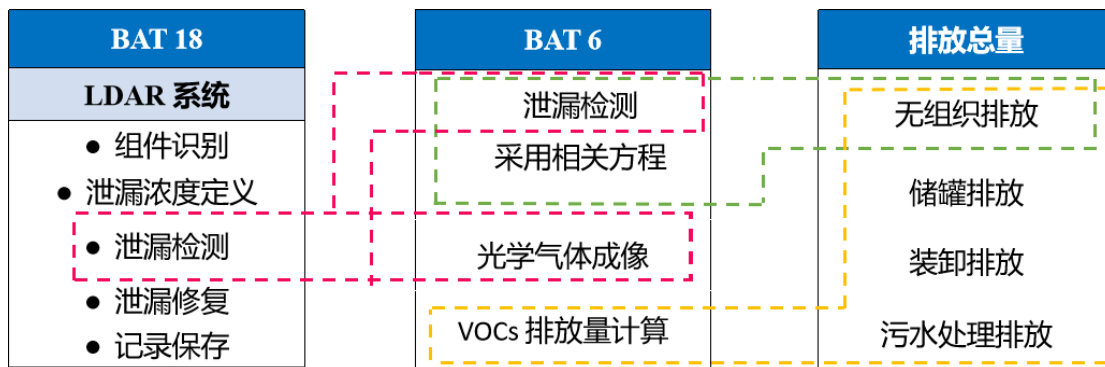 BAT 18
LDAR 系统
● 组件识别
● 泄漏浓度定义
● 泄漏检测
● 泄漏修复
● 记录保存
BAT 6
泄漏检测
采用相关方程
光学气体成像
VOCs 排放量计算
排放总量
无组织排放
储罐排放
装卸排放
污水处理排放